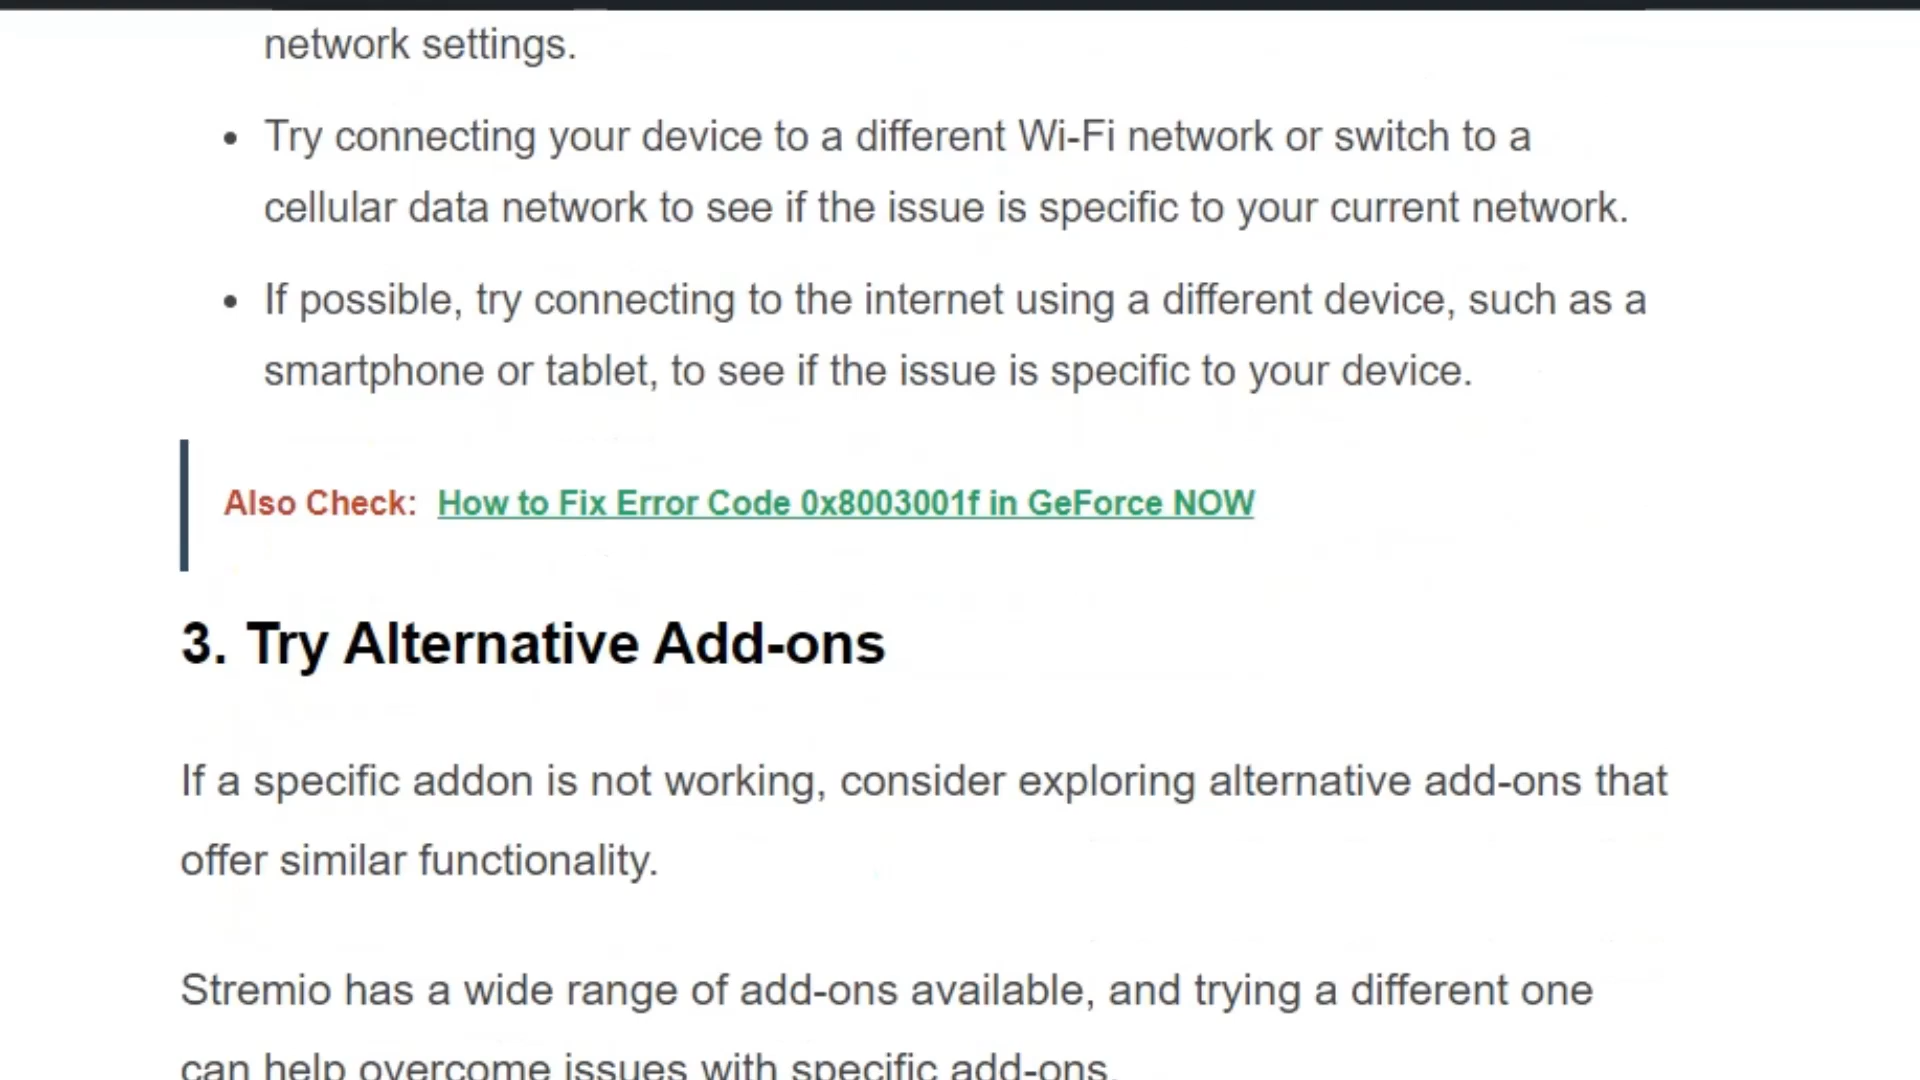 network settings.
• Try connecting your device to a different Wi-Fi network or switch to a
cellular data network to see if the issue is specific to your current network.
• If possible, try connecting to the internet using a different device, such as a
smartphone or tablet, to see if the issue is specific to your device.
Also Check: How to Fix Error Code 0x8003001f in GeForce NOW
3. Try Alternative Add-ons
If a specific addon is not working, consider exploring alternative add-ons that
offer similar functionality.
Stremio has a wide range of add-ons available, and trying a different one
can help overcome issues with specific add-ons.